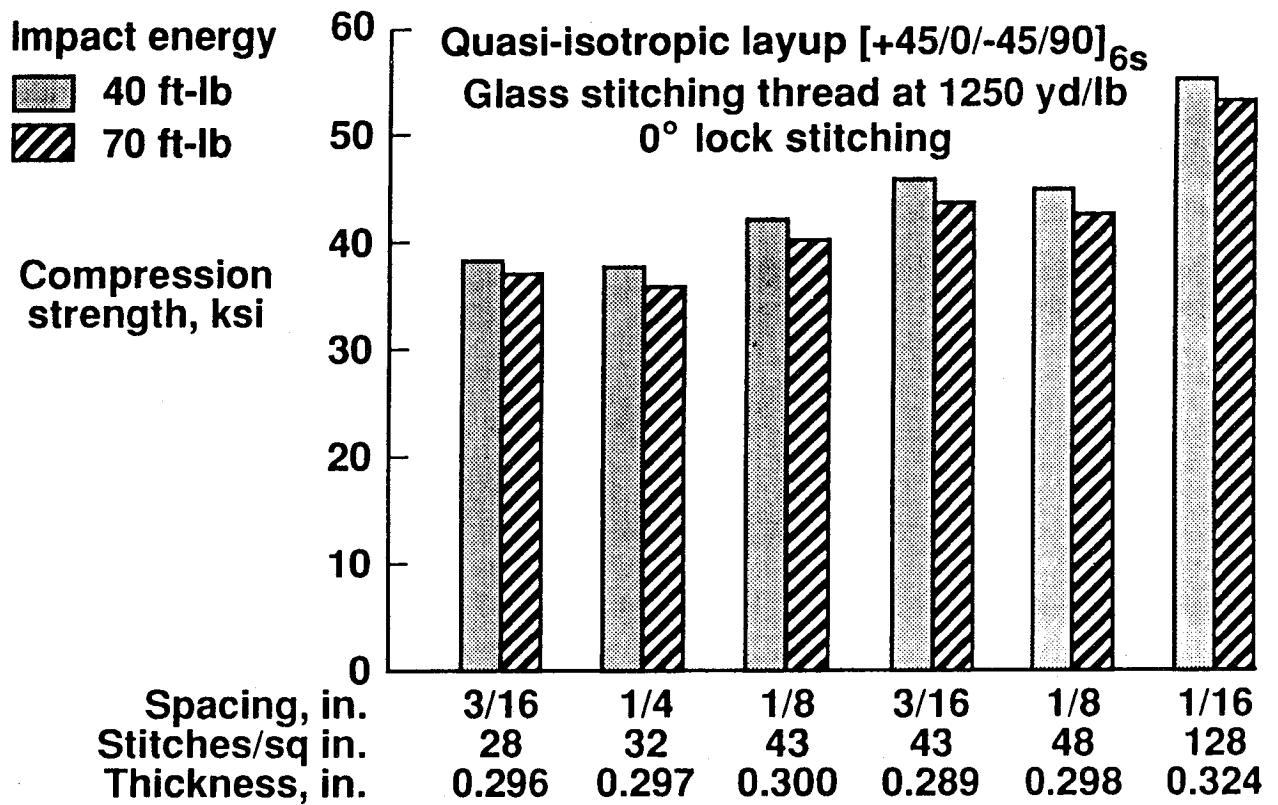 Impact energy
40 ft-lb
70 ft-lb
Quasi-isotropic layup [+45/0/-45/90]6s
Glass stitching thread at 1250 yd/lb
0° lock stitching
Compression
strength, ksi
60
50
40
30
20
10
0
Spacing, in. 3/16 1/4 1/8 3/16 1/8 1/16
Stitches/sq in. 28 32 43 43 48 128
Thickness, in. 0.296 0.297 0.300 0.289 0.298 0.324